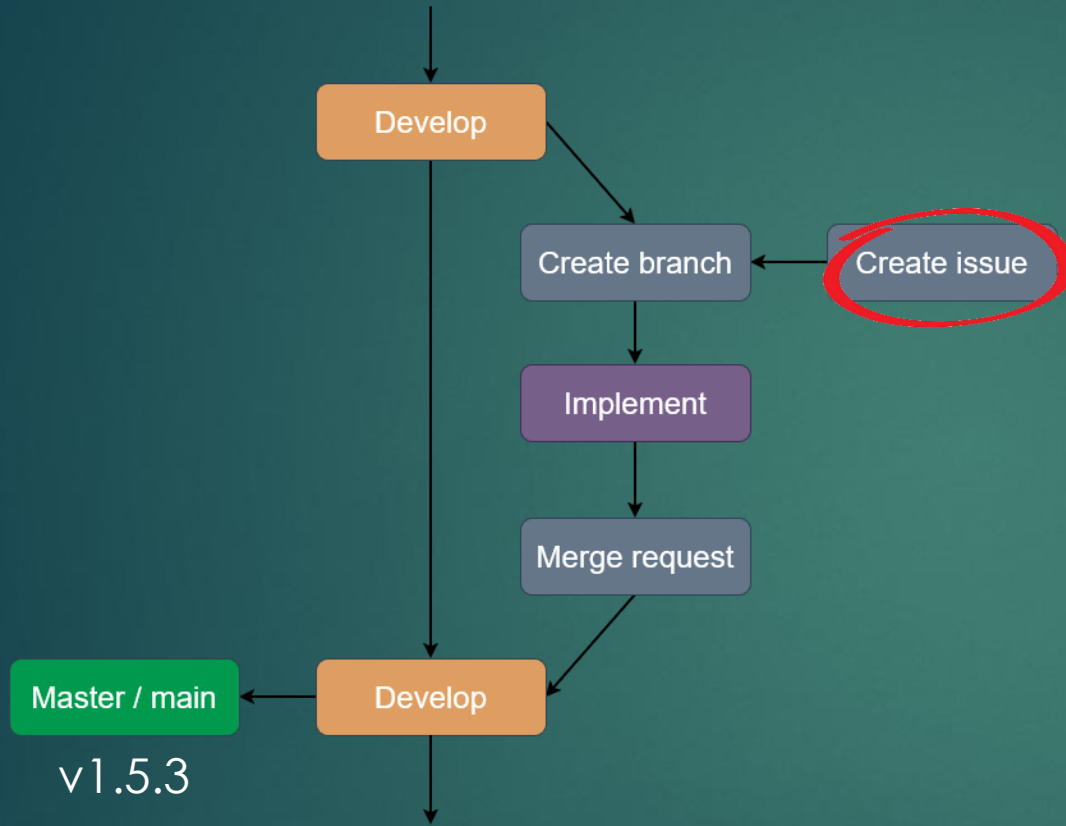 Develop
Create branch
Create issue
Implement
Merge request
Master / main
Develop
v1.5.3